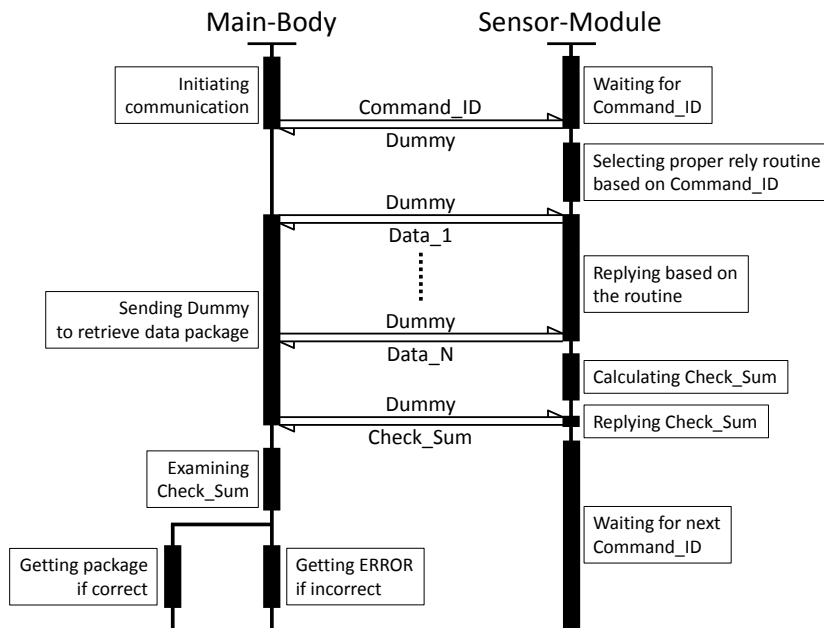 Main-Body
Sensor-Module
Initiating
communication
Waiting for
Command_ID
Command_ID
Dummy
Selecting proper rely routine
based on Command_ID
Dummy
Data_1
Replying based on
the routine
Sending Dummy
to retrieve data package
Dummy
Data_N
Calculating Check_Sum
Dummy
Check_Sum
Replying Check_Sum
Examining
Check_Sum
Waiting for next
Command_ID
Getting package
if correct
Getting ERROR
if incorrect